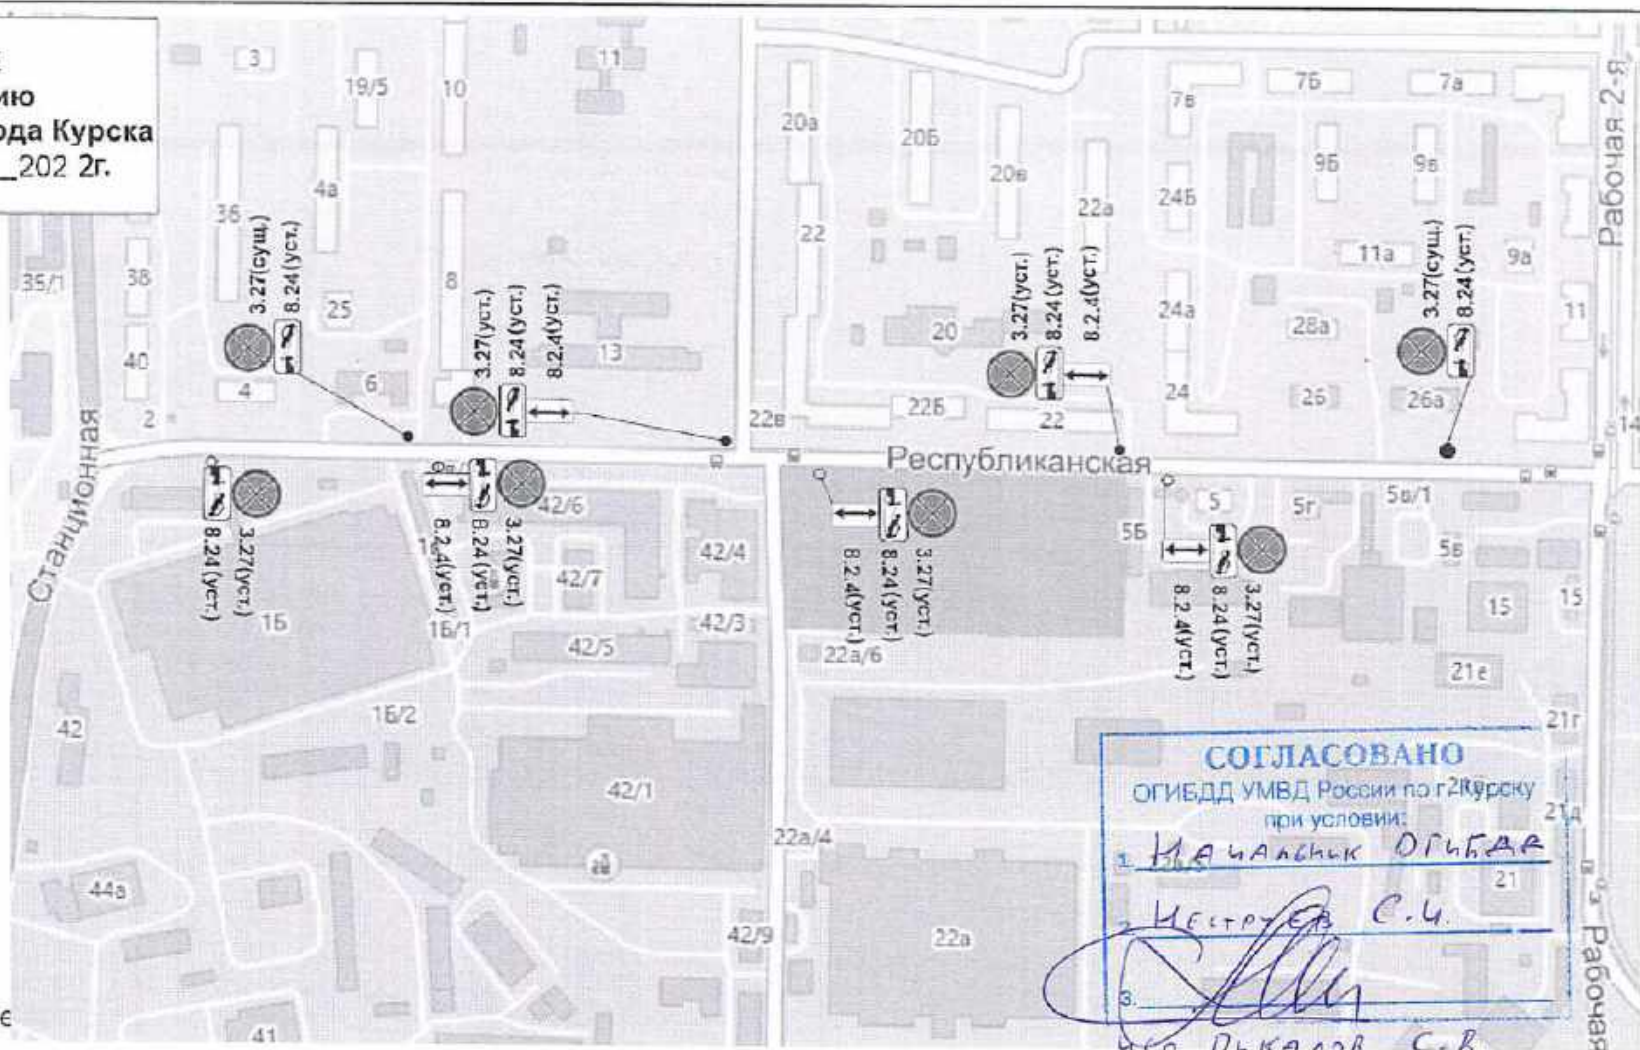 ию
ода Курска
_202 2г.
3
19/5
10
11
20а
20Б
20в
7в
7Б
7а
Рабочая 2-я
36
4а
22
22а
24Б
9Б
9в
35/1
38
25
8
13
20
24а
11а
9а
28а
11
40
4
6
2
22в
22Б
22
24
26
26а
14
3.27(сущ.)
8.24(уст.)
3.27(уст.)
8.24(уст.)
8.2.4(уст.)
3.27(уст.)
8.24(уст.)
8.2.4(уст.)
3.27(сущ.)
8.24(уст.)
Станционная
Республиканская
8.24(уст.)
3.27(уст.)
8.2.4(уст.)
8.24(уст.)
3.27(уст.)
8.2.4(уст.)
8.24(уст.)
3.27(уст.)
8.2.4(уст.)
8.24(уст.)
3.27(уст.)
42/6
42/4
42/7
5Б
5
5г
5в/1
5в
1Б
1Б/1
42/5
42/3
22а/6
15
15
21е
42
1Б/2
42/1
22а/4
21г
21д
44а
42/9
22а
21
41
Рабочая
СОГЛАСОВАНО
ОГИБДД УМВД России по г.Курску
при условии:
1. Начальник ОГИБДД
2. Неструев С.И.
3.
Пыкалов С.В